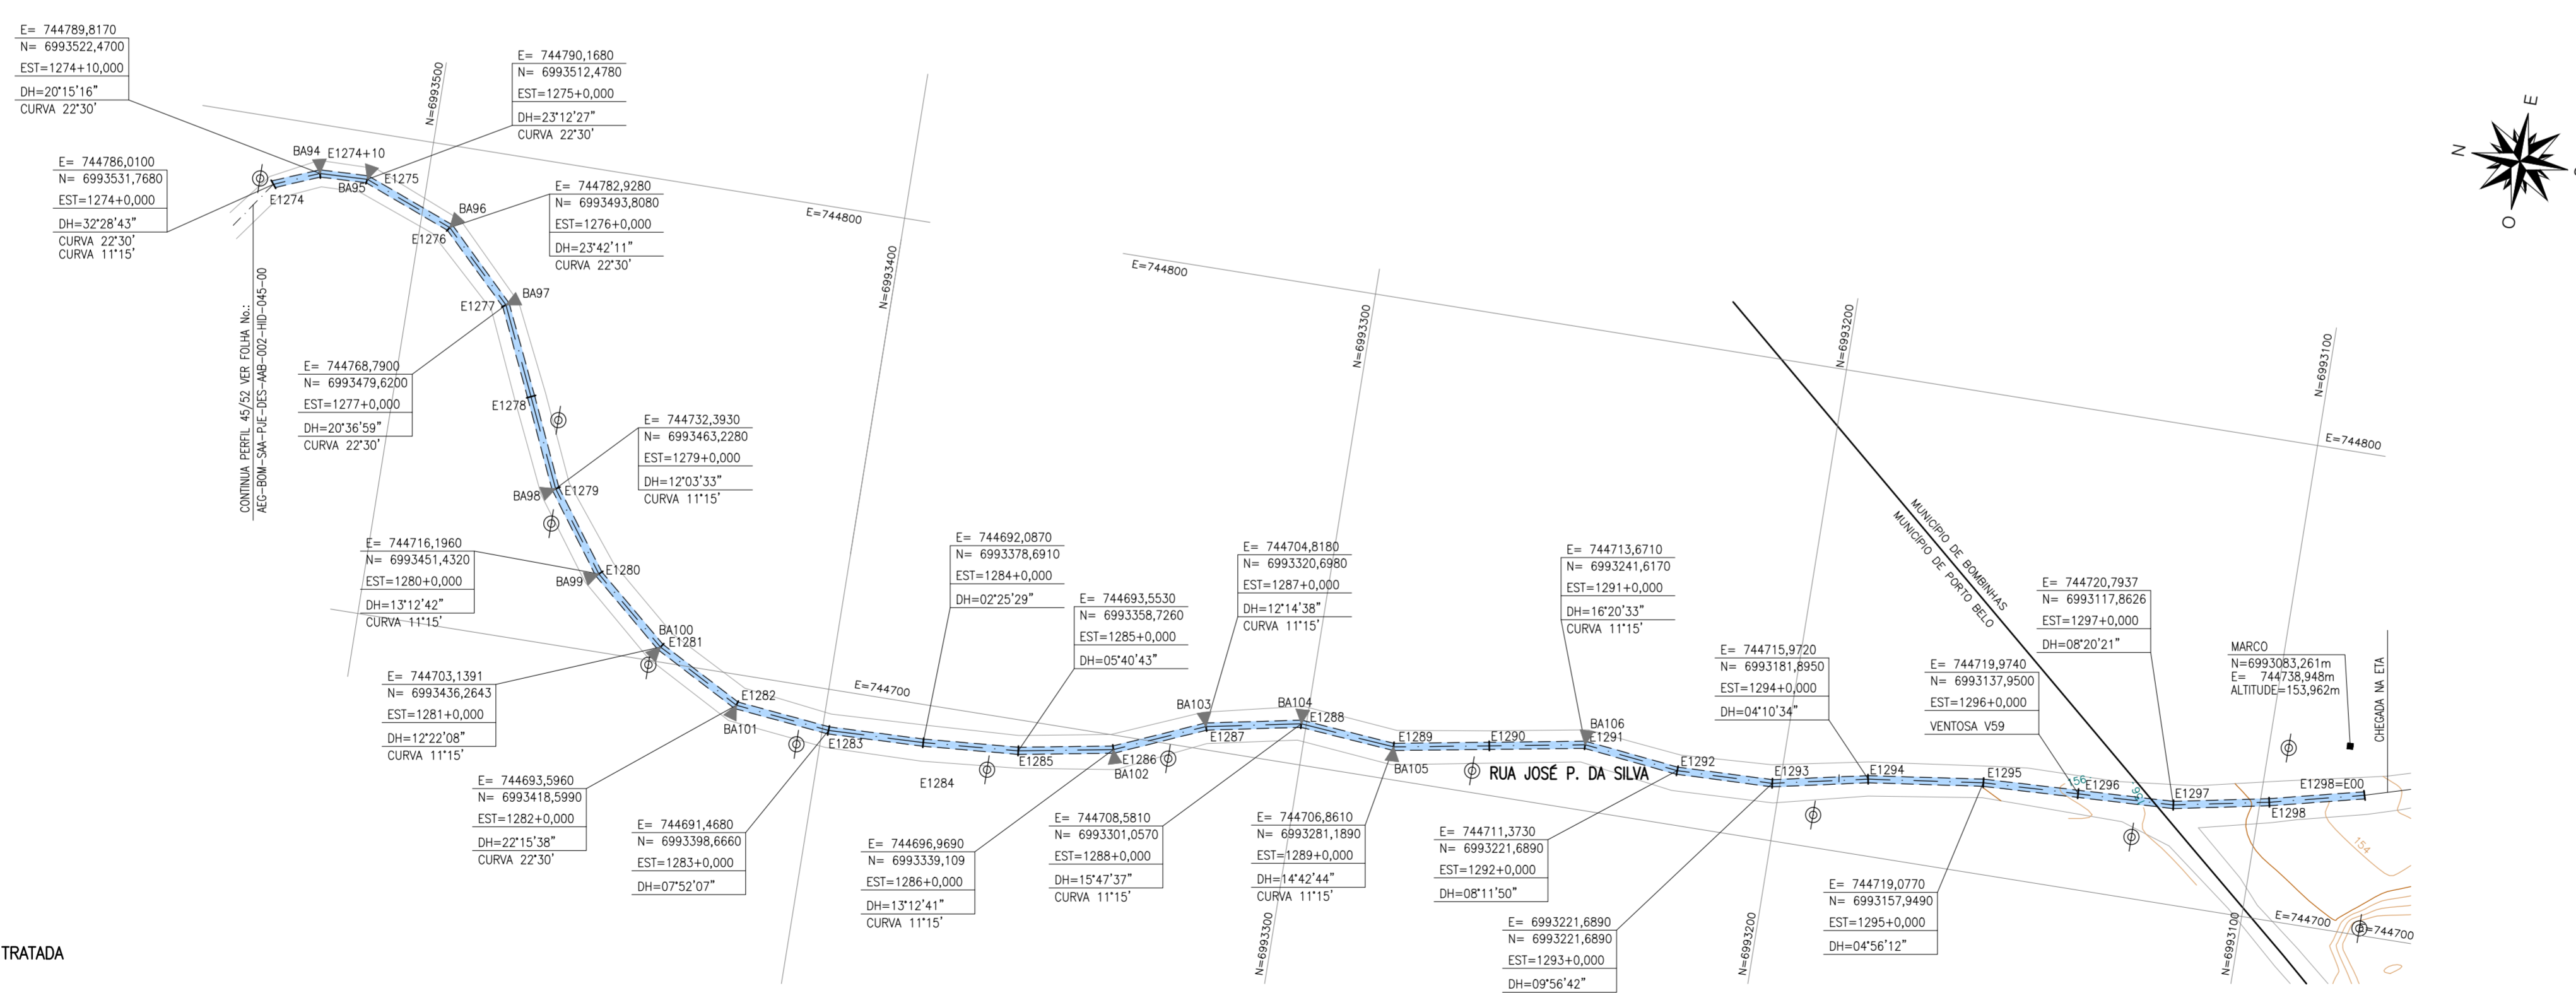 E= 744789,8170
N= 6993522,4700
EST=1274+10,000
DH=20°15'16"
CURVA 22°30'
E= 744790,1680
N= 6993512,4780
EST=1275+0,000
DH=23°12'27"
CURVA 22°30'
E= 744786,0100
N= 6993531,7680
EST=1274+0,000
DH=32°28'43"
CURVA 22°30'
CURVA 11°15'
E= 744782,9280
N= 6993493,8080
EST=1276+0,000
DH=23°42'11"
CURVA 22°30'
E= 744768,7900
N= 6993479,6200
EST=1277+0,000
DH=20°36'59"
CURVA 22°30'
E= 744732,3930
N= 6993463,2280
EST=1279+0,000
DH=12°03'33"
CURVA 11°15'
E= 744716,1960
N= 6993451,4320
EST=1280+0,000
DH=13°12'42"
CURVA 11°15'
E= 744703,1391
N= 6993436,2643
EST=1281+0,000
DH=12°22'08"
CURVA 11°15'
E= 744693,5960
N= 6993418,5990
EST=1282+0,000
DH=22°15'38"
CURVA 22°30'
E= 744691,4680
N= 6993398,6660
EST=1283+0,000
DH=07°52'07"
E= 744692,0870
N= 6993378,6910
EST=1284+0,000
DH=02°25'29"
E= 744693,5530
N= 6993358,7260
EST=1285+0,000
DH=05°40'43"
E= 744696,9690
N= 6993339,109
EST=1286+0,000
DH=13°12'41"
CURVA 11°15'
E= 744704,8180
N= 6993320,6980
EST=1287+0,000
DH=12°14'38"
CURVA 11°15'
E= 744708,5810
N= 6993301,0570
EST=1288+0,000
DH=15°47'37"
CURVA 11°15'
E= 744706,8610
N= 6993281,1890
EST=1289+0,000
DH=14°42'44"
CURVA 11°15'
E= 744713,6710
N= 6993241,6170
EST=1291+0,000
DH=16°20'33"
CURVA 11°15'
E= 744711,3730
N= 6993221,6890
EST=1292+0,000
DH=08°11'50"
E= 6993221,6890
N= 6993221,6890
EST=1293+0,000
DH=09°56'42"
E= 744715,9720
N= 6993181,8950
EST=1294+0,000
DH=04°10'34"
E= 744719,0770
N= 6993157,9490
EST=1295+0,000
DH=04°56'12"
E= 744719,9740
N= 6993137,9500
EST=1296+0,000
VENTOSA V59
E= 744720,7937
N= 6993117,8626
EST=1297+0,000
DH=08°20'21"
MARCO
N=6993083,261m
E= 744738,948m
ALTITUDE=153,962m
CHEGADA NA ETA
MUNICÍPIO DE BOMBINHAS
MUNICÍPIO DE PORTO BELO
RUA JOSÉ P. DA SILVA
CONTINUA PERFIL 45/52 VER FOLHA No.:
AEG-BOM-SAA-PJE-DES-AAB-002-HID-045-00
BA94
E1274+10
E1274
BA95
E1275
BA96
E1276
BA97
E1277
E1278
BA98
E1279
BA99
E1280
BA100
E1281
E1282
BA101
E1283
E1284
E1285
E1286
BA102
BA103
E1287
BA104
E1288
E1289
BA105
E1290
BA106
E1291
E1292
E1293
E1294
E1295
E1296
E1297
E1298
E1298=E00
156
154
N=6993500
N=6993400
N=6993300
N=6993200
N=6993100
E=744800
E=744800
E=744800
E=744700
E=744700
E=744700
N=6993300
N=6993200
N=6993100
N
E
O
TRATADA